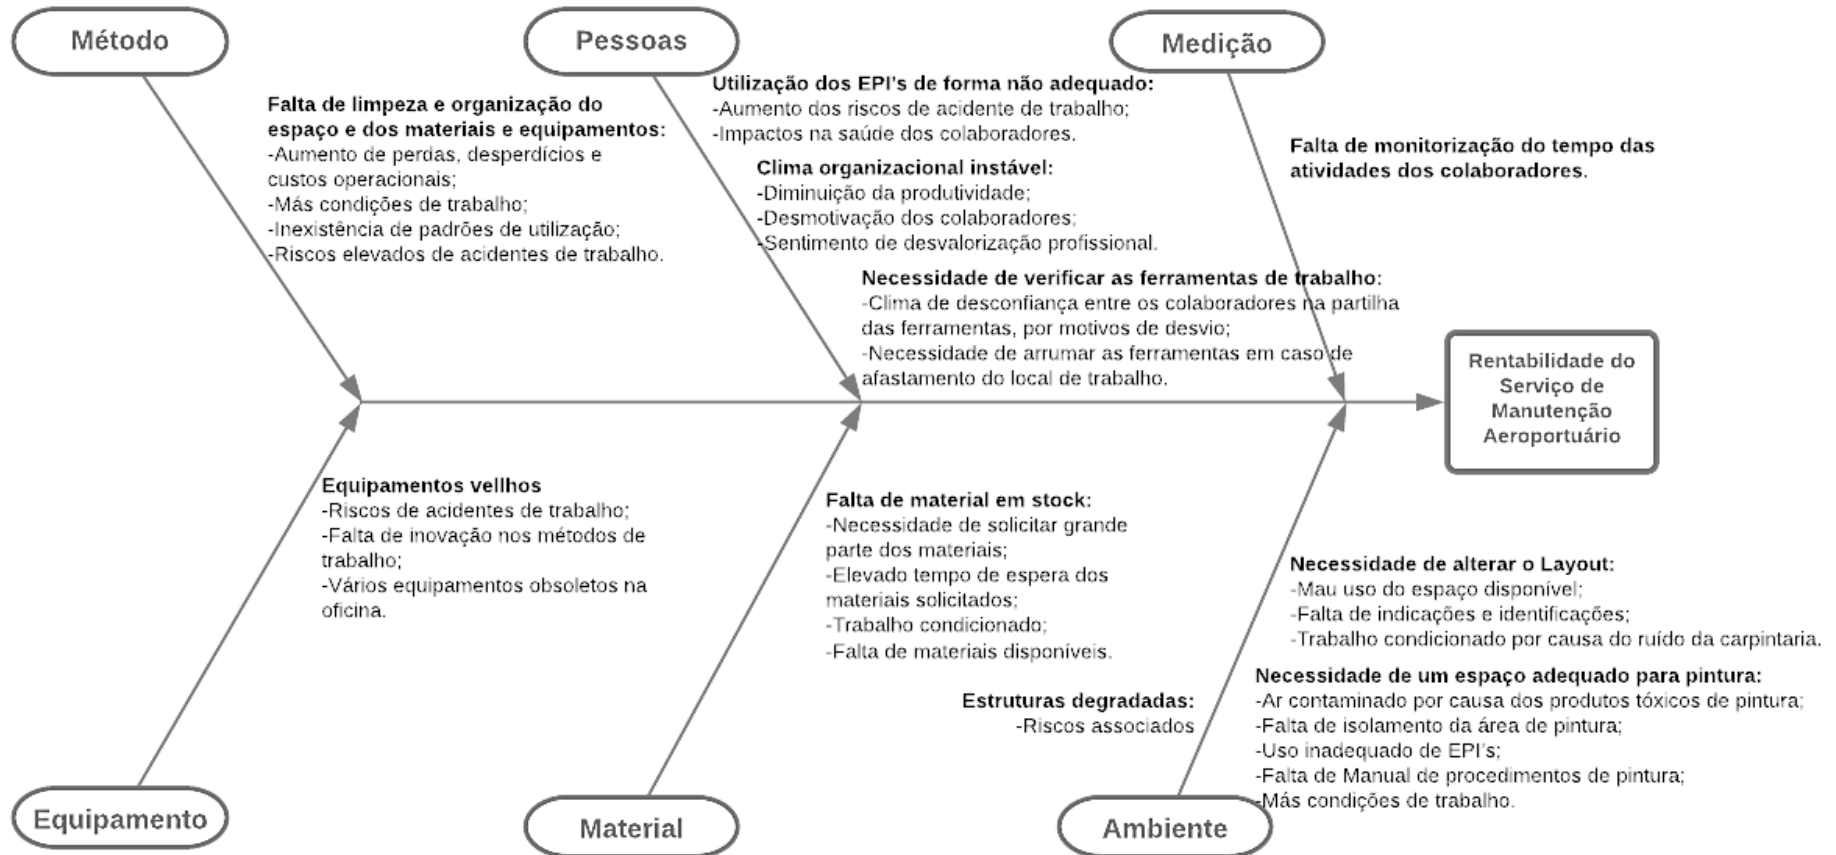 Método
Pessoas
Medição
Falta de limpeza e organização do
espaço e dos materiais e equipamentos:
-Aumento de perdas, desperdícios e
custos operacionais;
-Más condições de trabalho;
-Inexistência de padrões de utilização;
-Riscos elevados de acidentes de trabalho.
Utilização dos EPI's de forma não adequado:
-Aumento dos riscos de acidente de trabalho;
-Impactos na saúde dos colaboradores.
Clima organizacional instável:
-Diminuição da produtividade;
-Desmotivação dos colaboradores;
-Sentimento de desvalorização profissional.
Necessidade de verificar as ferramentas de trabalho:
-Clima de desconfiança entre os colaboradores na partilha
das ferramentas, por motivos de desvio;
-Necessidade de arrumar as ferramentas em caso de
afastamento do local de trabalho.
Falta de monitorização do tempo das
atividades dos colaboradores.
Rentabilidade do
Serviço de
Manutenção
Aeroportuário
Equipamentos vellhos
-Riscos de acidentes de trabalho;
-Falta de inovação nos métodos de
trabalho;
-Vários equipamentos obsoletos na
oficina.
Falta de material em stock:
-Necessidade de solicitar grande
parte dos materiais;
-Elevado tempo de espera dos
materiais solicitados;
-Trabalho condicionado;
-Falta de materiais disponíveis.
Estruturas degradadas:
-Riscos associados
Necessidade de alterar o Layout:
-Mau uso do espaço disponível;
-Falta de indicações e identificações;
-Trabalho condicionado por causa do ruído da carpintaria.
Necessidade de um espaço adequado para pintura:
-Ar contaminado por causa dos produtos tóxicos de pintura;
-Falta de isolamento da área de pintura;
-Uso inadequado de EPI's;
-Falta de Manual de procedimentos de pintura;
-Más condições de trabalho.
Equipamento
Material
Ambiente